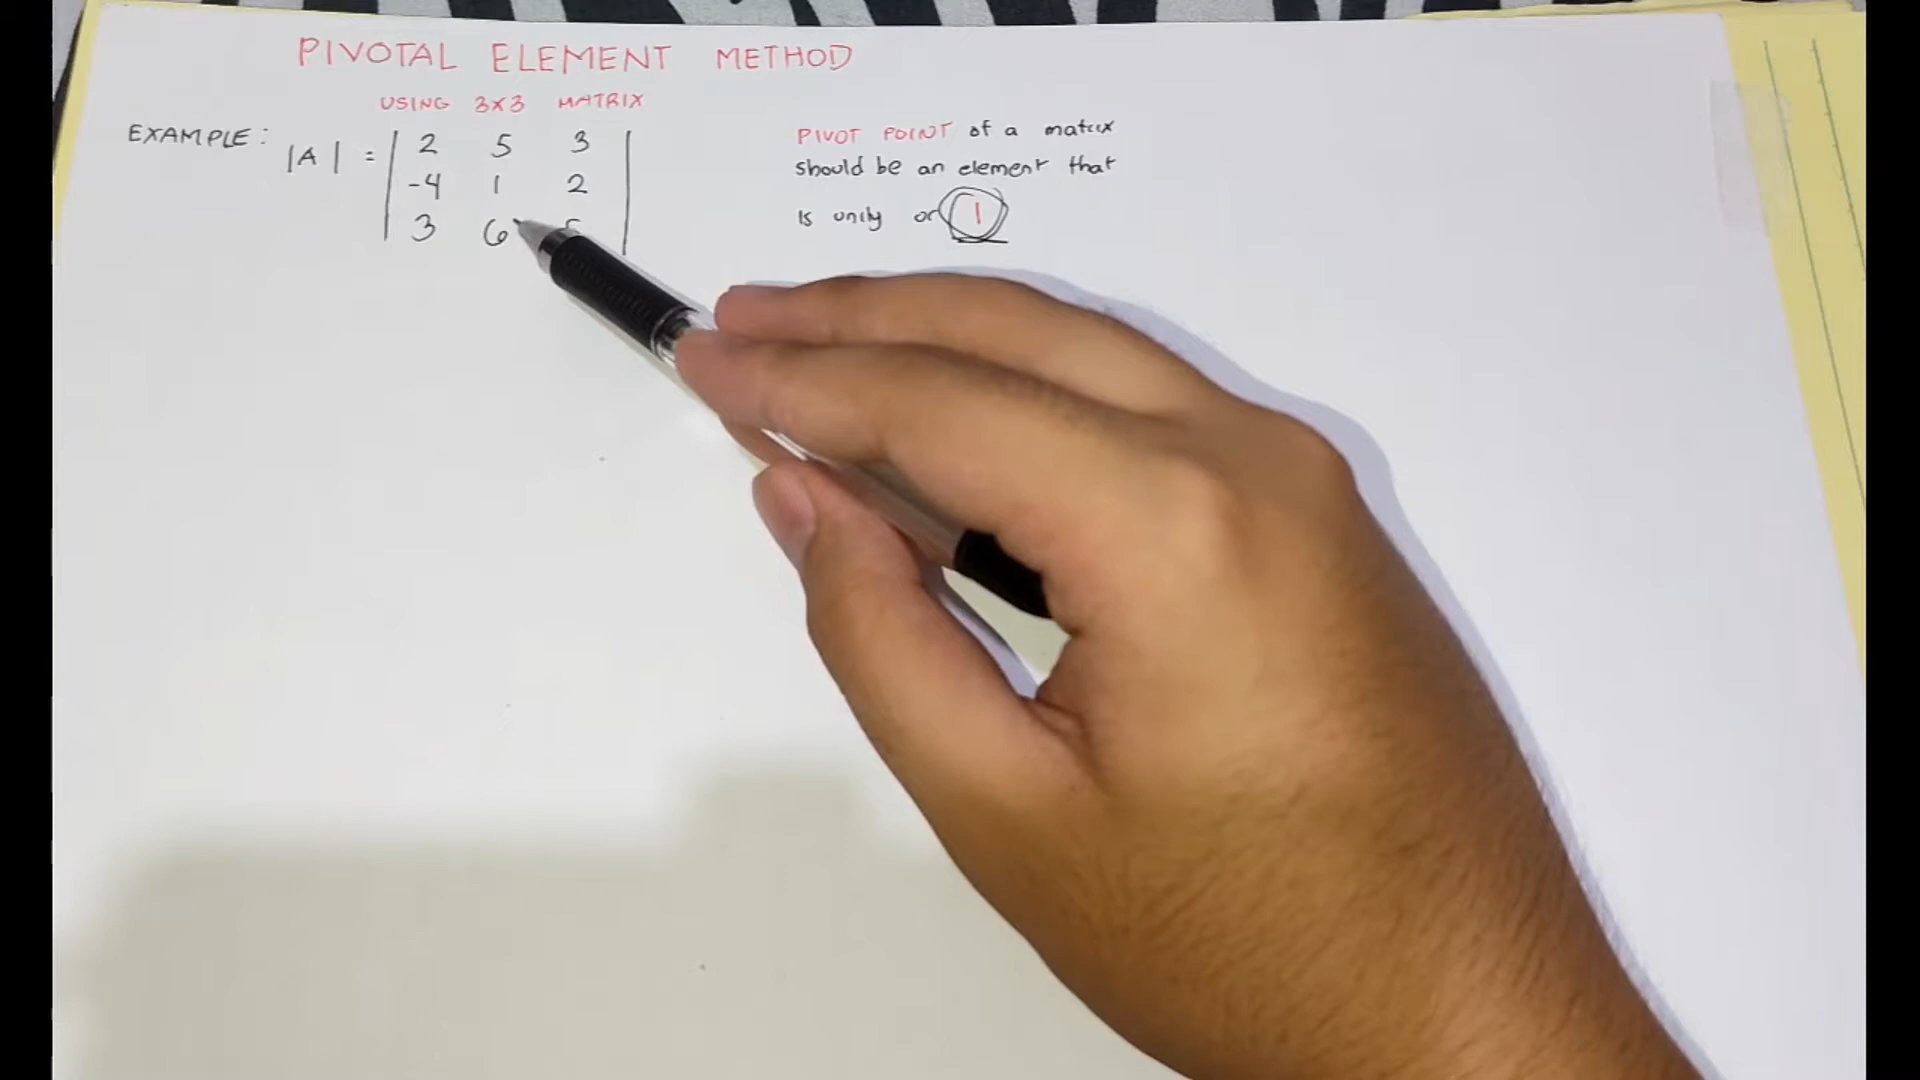 PIVOTAL ELEMENT METHOD
USING 3X3 MATRIX
EXAMPLE: |A| = | 2 5 3 |
| -4 1 2 |
| 3 6 |
PIVOT POINT of a matrix
should be an element that
is unity or 1